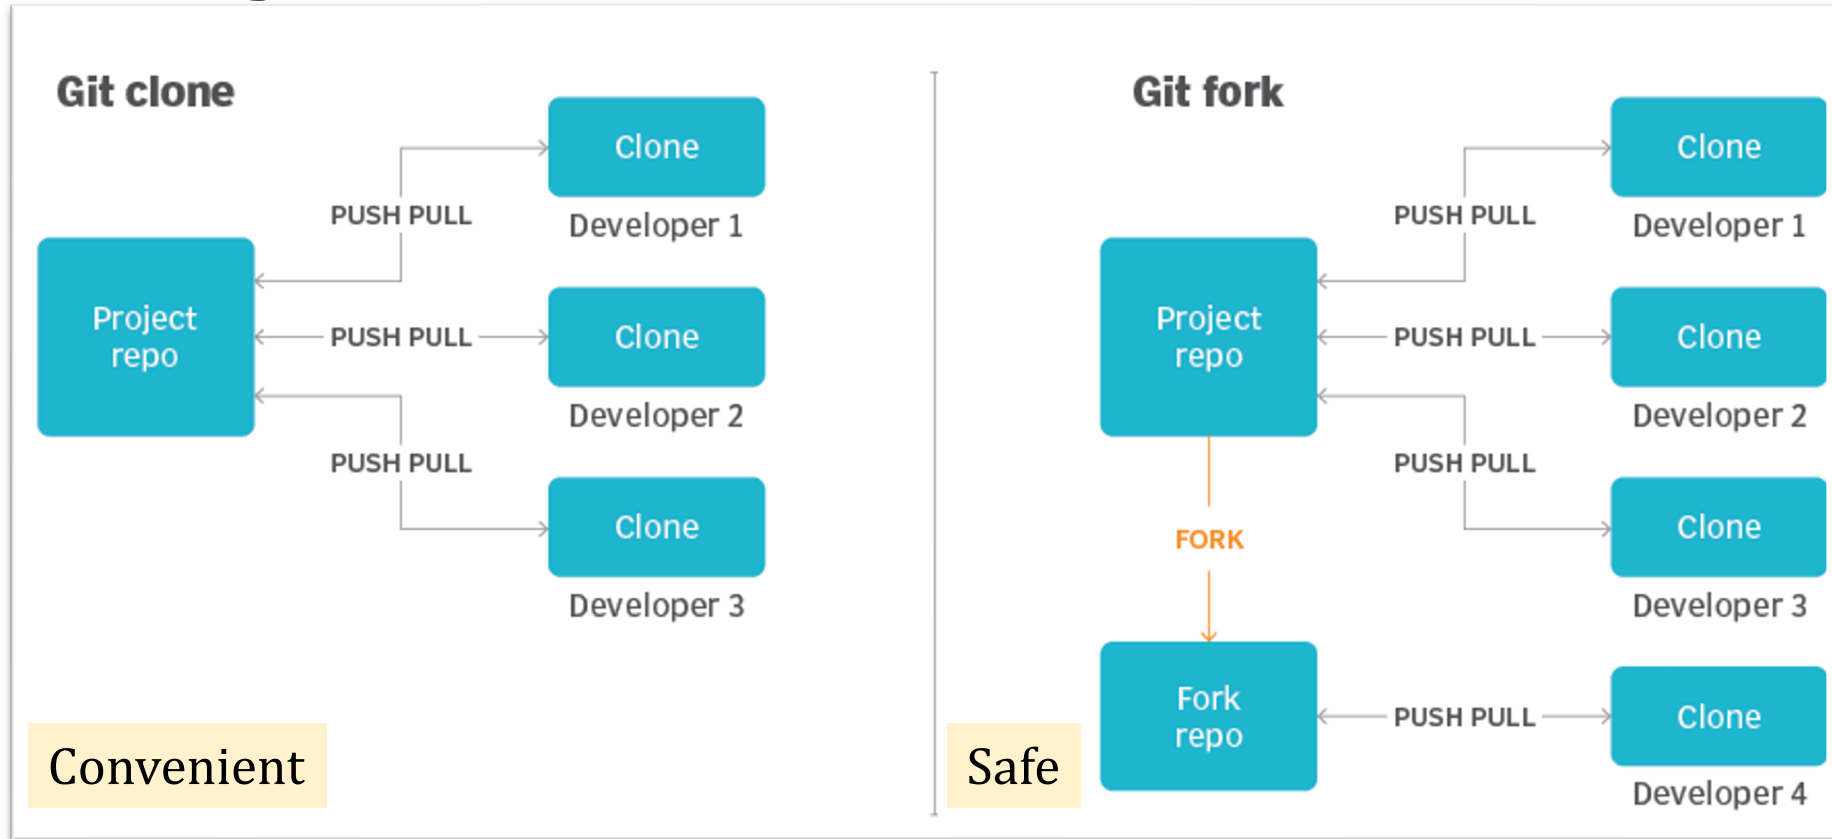 Git clone
Clone
PUSH PULL
Developer 1
Project
repo
PUSH PULL
Clone
Developer 2
PUSH PULL
Clone
Developer 3
Convenient
Git fork
Clone
PUSH PULL
Developer 1
Project
repo
PUSH PULL
Clone
Developer 2
PUSH PULL
Clone
Developer 3
FORK
Fork
repo
PUSH PULL
Clone
Developer 4
Safe